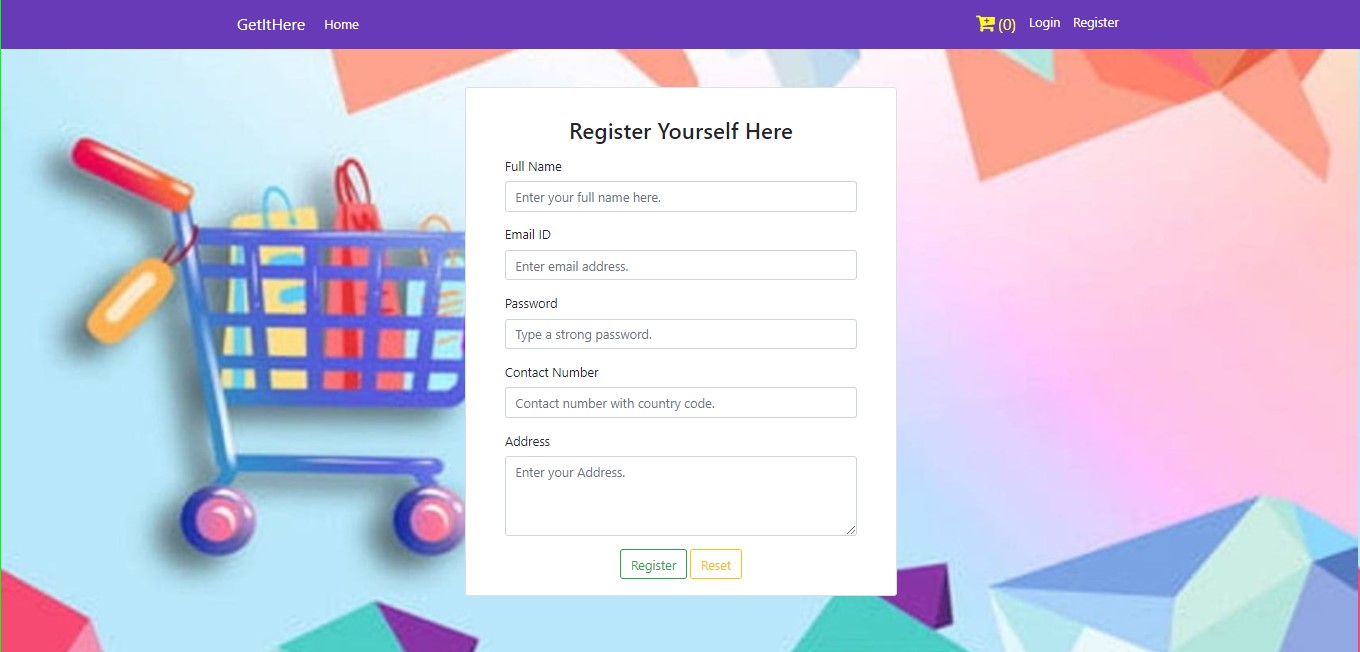 GetItHere Home (0) Login Register
Register Yourself Here
Full Name
Enter your full name here.
Email ID
Enter email address.
Password
Type a strong password.
Contact Number
Contact number with country code.
Address
Enter your Address.
Register Reset